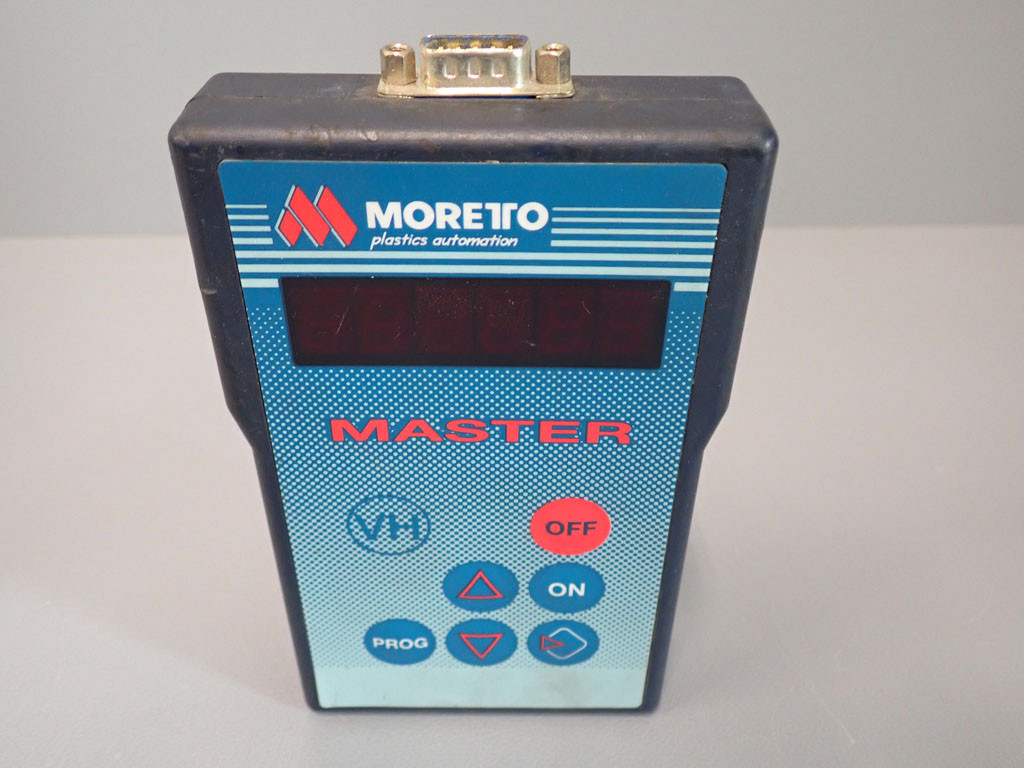 MORETTO
plastics automation
MASTER
VH
OFF
ON
PROG